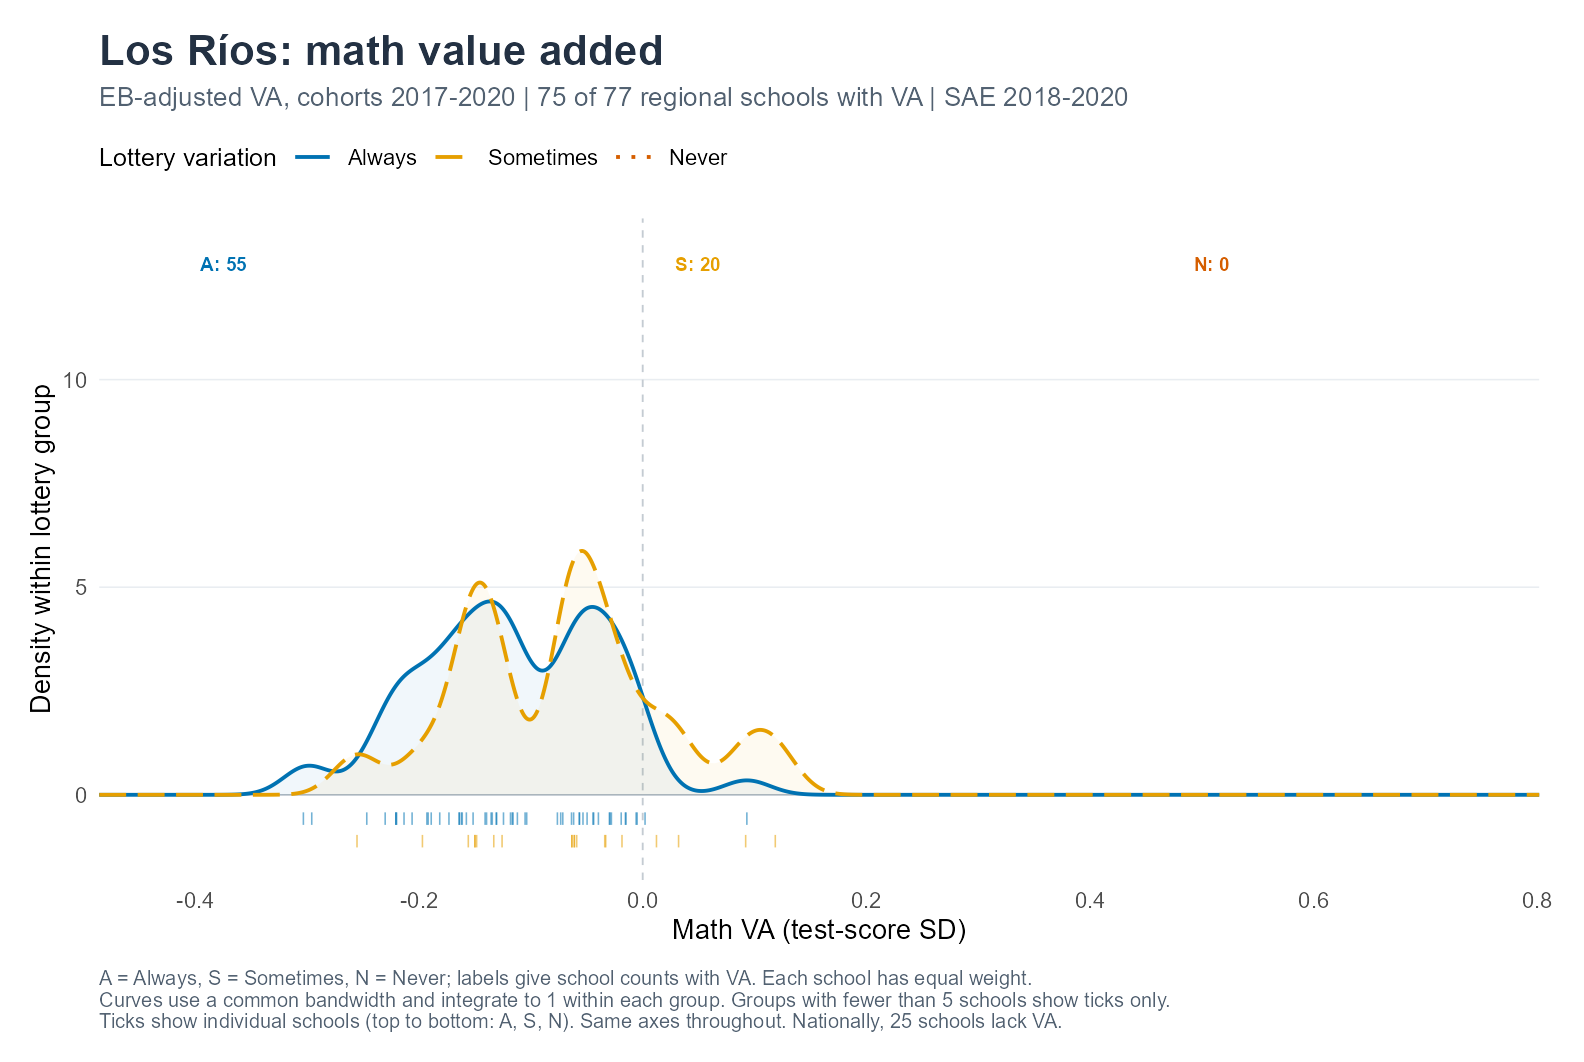 Los Ríos: math value added
EB-adjusted VA, cohorts 2017-2020 | 75 of 77 regional schools with VA | SAE 2018-2020
Lottery variation Always Sometimes Never
A: 55 S: 20 N: 0
Density within lottery group
10
5
0
-0.4 -0.2 0.0 0.2 0.4 0.6 0.8
Math VA (test-score SD)
A = Always, S = Sometimes, N = Never; labels give school counts with VA. Each school has equal weight.
Curves use a common bandwidth and integrate to 1 within each group. Groups with fewer than 5 schools show ticks only.
Ticks show individual schools (top to bottom: A, S, N). Same axes throughout. Nationally, 25 schools lack VA.